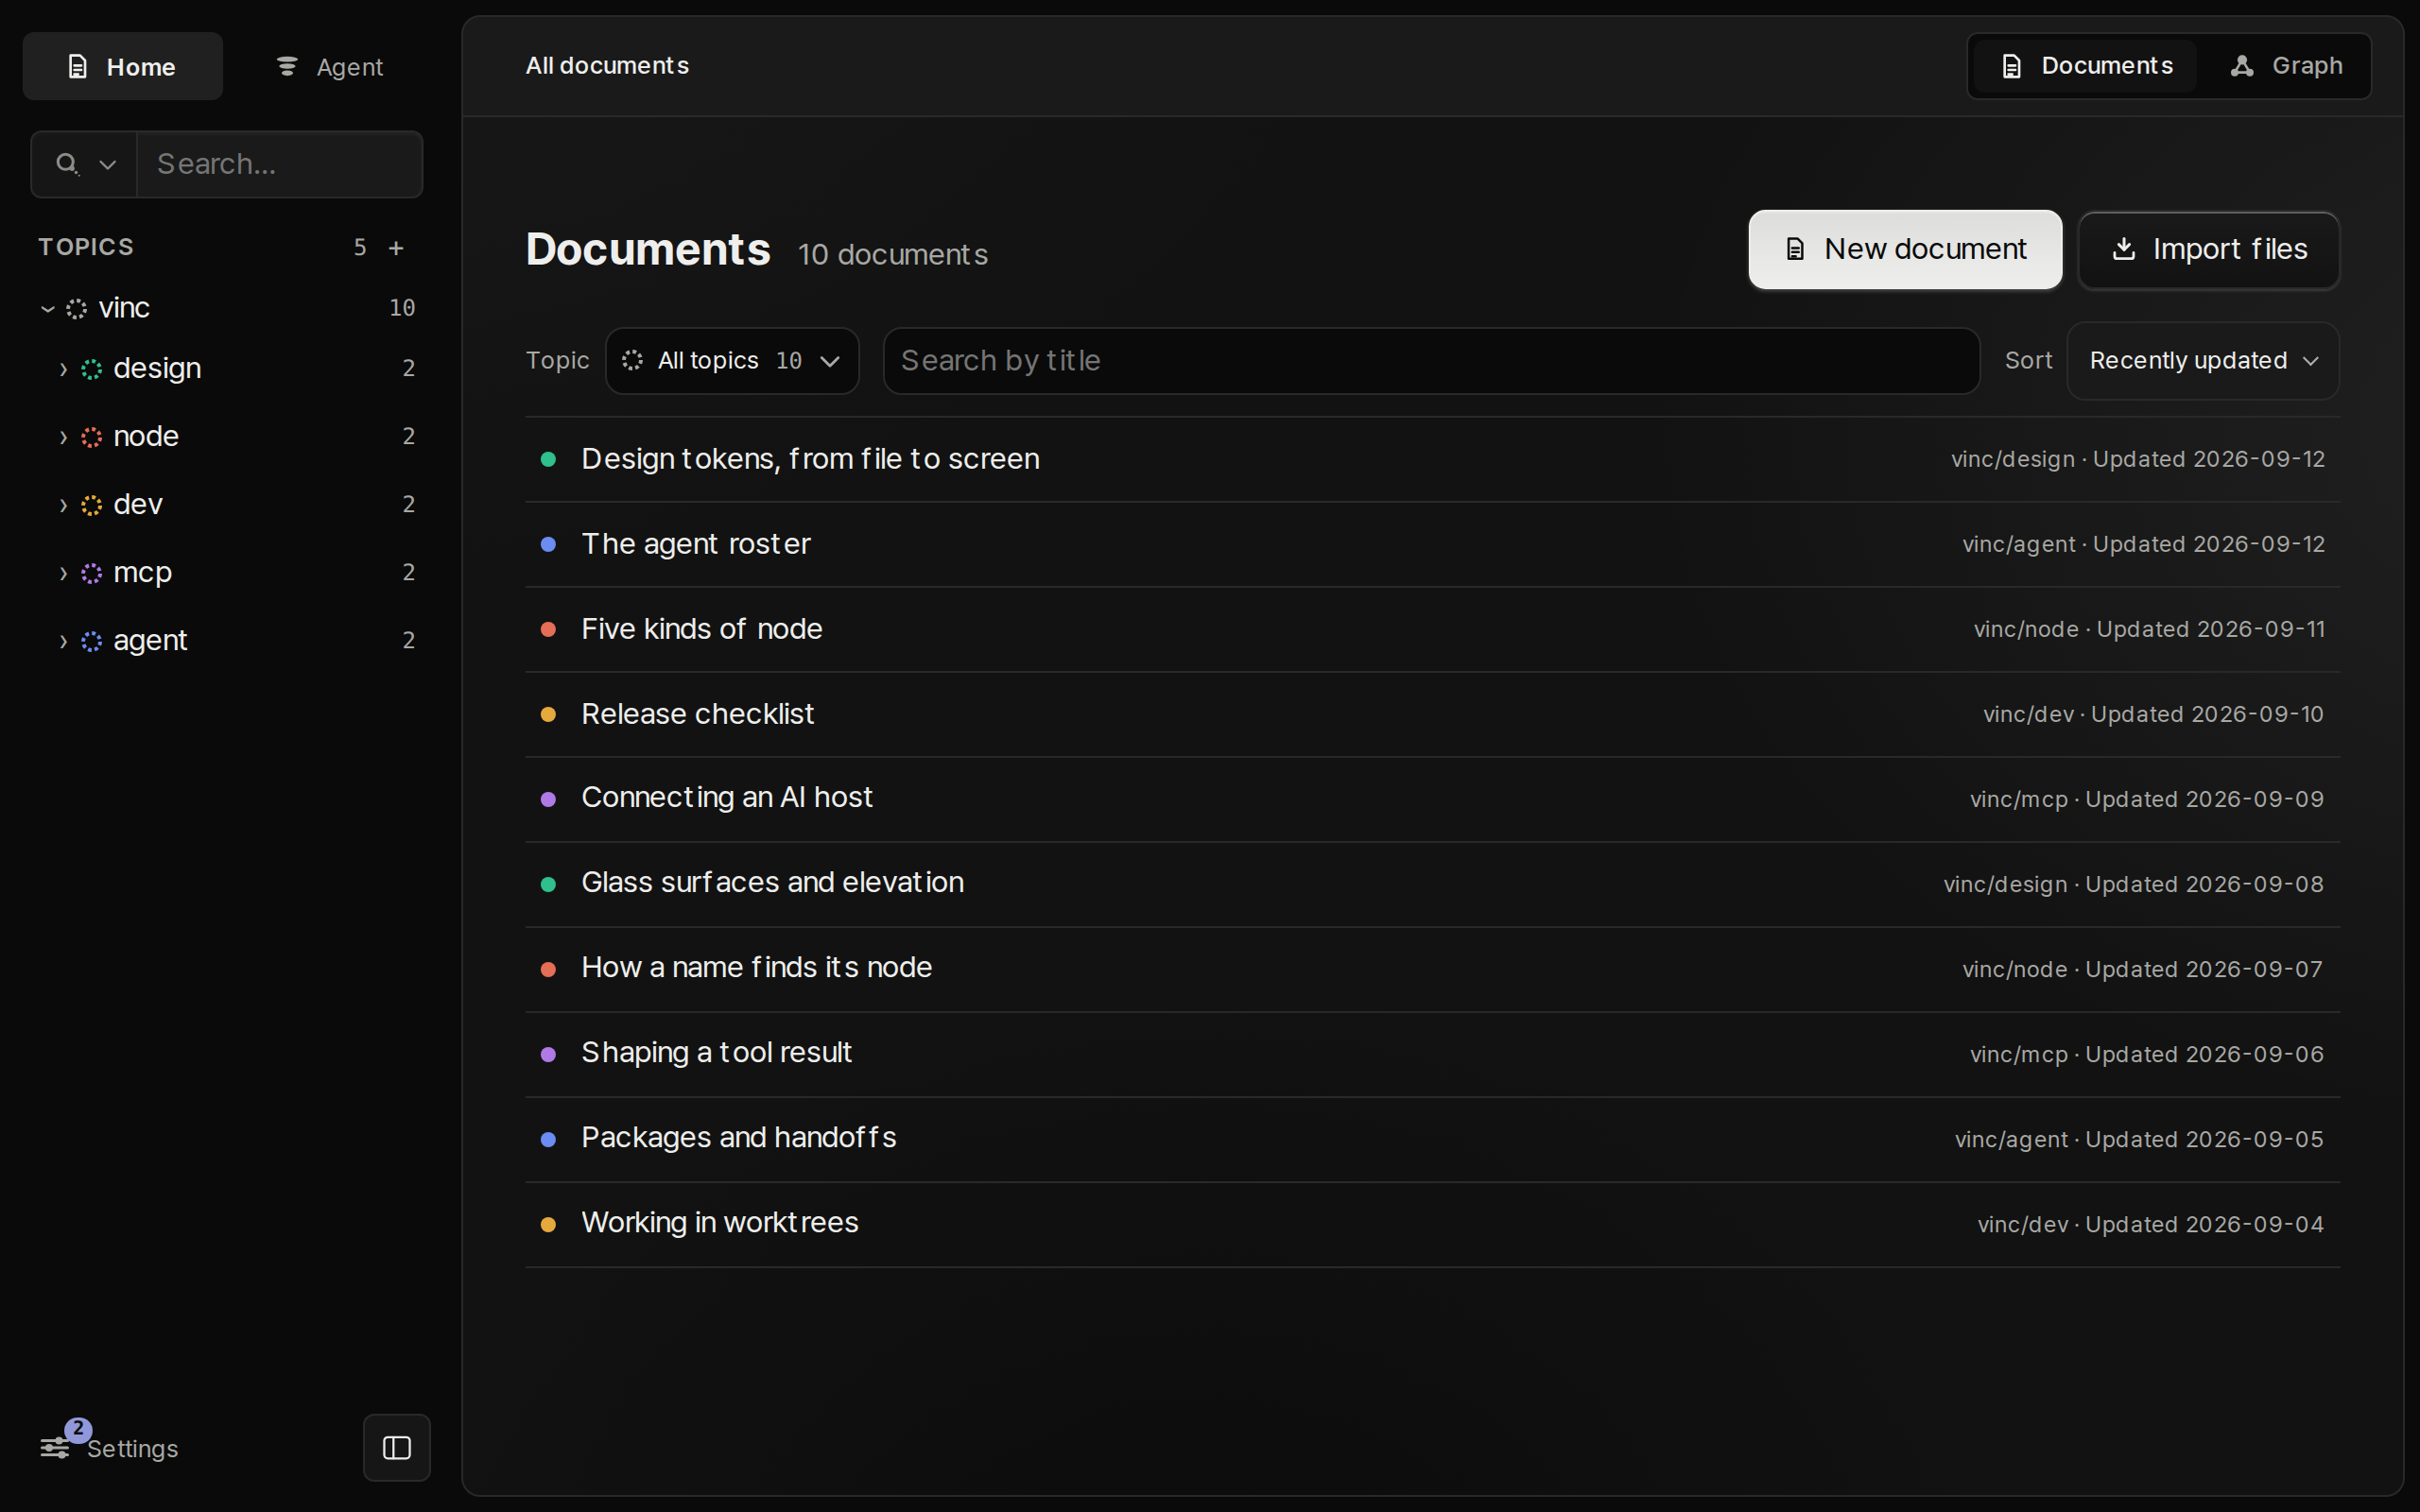 Home
Agent
Search...
TOPICS 5 +
vinc 10
design 2
node 2
dev 2
mcp 2
agent 2
2
Settings
All documents
Documents
Graph
Documents 10 documents
New document
Import files
Topic
All topics 10
Search by title
Sort
Recently updated
Design tokens, from file to screen vinc/design · Updated 2026-09-12
The agent roster vinc/agent · Updated 2026-09-12
Five kinds of node vinc/node · Updated 2026-09-11
Release checklist vinc/dev · Updated 2026-09-10
Connecting an AI host vinc/mcp · Updated 2026-09-09
Glass surfaces and elevation vinc/design · Updated 2026-09-08
How a name finds its node vinc/node · Updated 2026-09-07
Shaping a tool result vinc/mcp · Updated 2026-09-06
Packages and handoffs vinc/agent · Updated 2026-09-05
Working in worktrees vinc/dev · Updated 2026-09-04